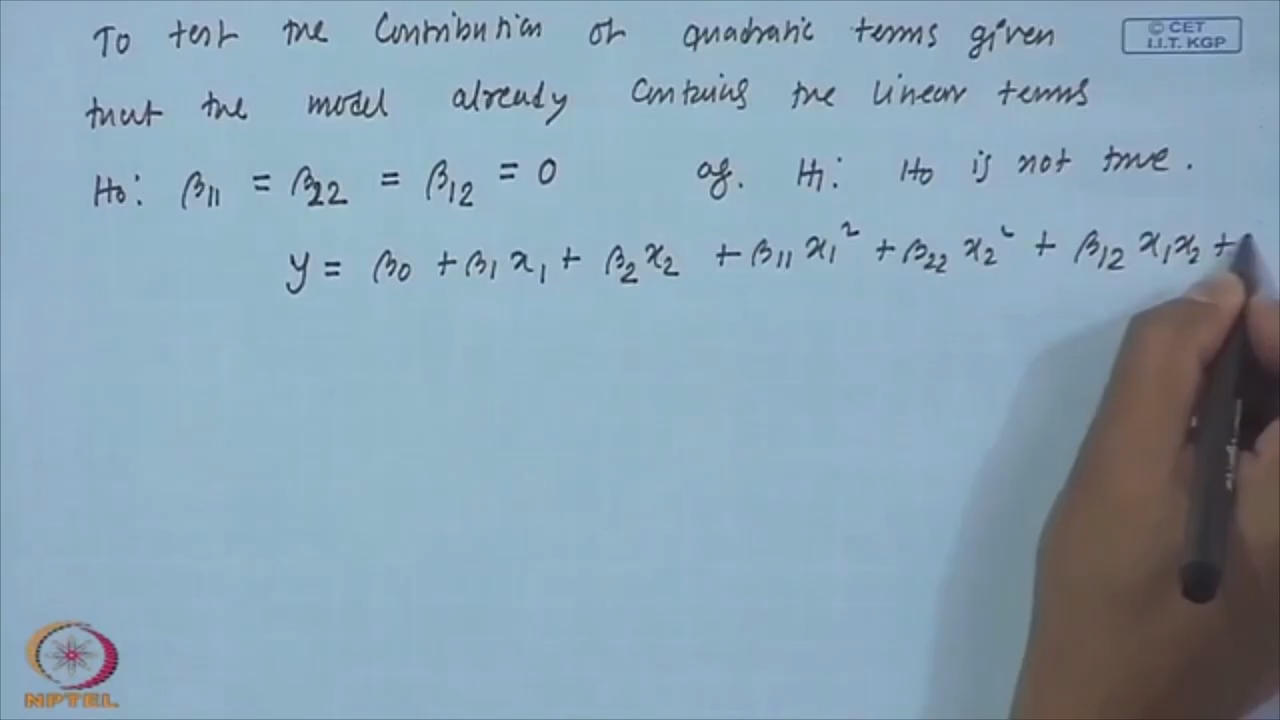 To test the Contribution of quadratic terms given
© CET
I.I.T. KGP
that the model already Contains the linear terms
H0: β11 = β22 = β12 = 0 ag. H1: H0 is not true.
y = β0 + β1 x1 + β2 x2 + β11 x1² + β22 x2² + β12 x1x2 +
NPTEL